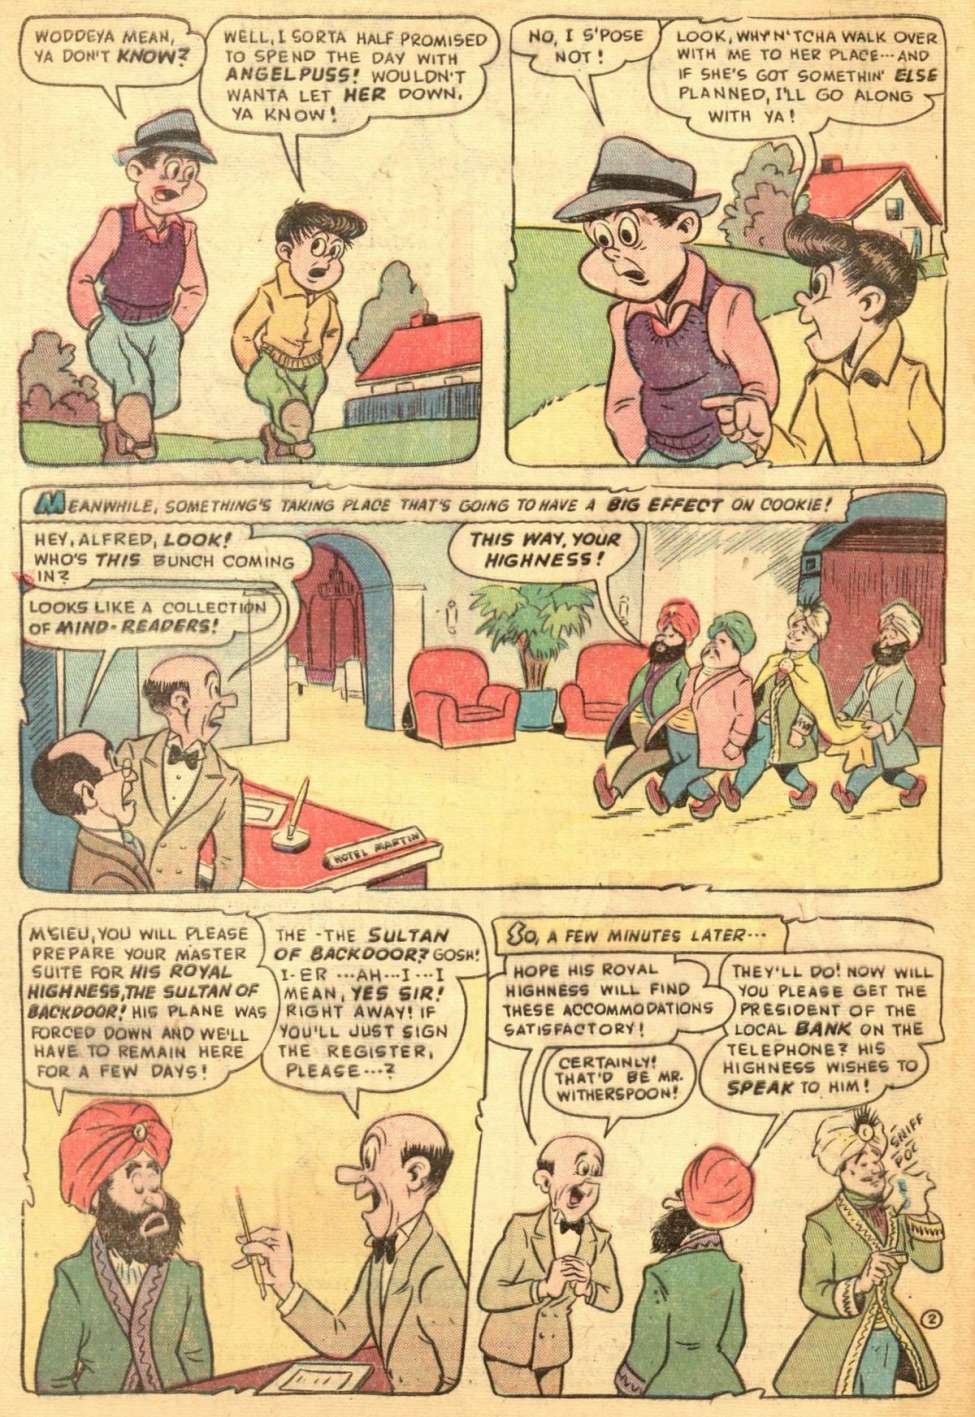 WODDEYA MEAN,
YA DON'T KNOW?
WELL, I SORTA HALF PROMISED
TO SPEND THE DAY WITH
ANGELPUSS! WOULDN'T
WANTA LET HER DOWN,
YA KNOW!
NO, I S'POSE
NOT!
LOOK, WHY N'TCHA WALK OVER
WITH ME TO HER PLACE---AND
IF SHE'S GOT SOMETHIN' ELSE
PLANNED, I'LL GO ALONG
WITH YA!
MEANWHILE, SOMETHING'S TAKING PLACE THAT'S GOING TO HAVE A BIG EFFECT ON COOKIE!
HEY, ALFRED, LOOK!
WHO'S THIS BUNCH COMING
IN?
LOOKS LIKE A COLLECTION
OF MIND-READERS!
THIS WAY, YOUR
HIGHNESS!
HOTEL MARTIN
M'SIEU, YOU WILL PLEASE
PREPARE YOUR MASTER
SUITE FOR HIS ROYAL
HIGHNESS, THE SULTAN OF
BACKDOOR! HIS PLANE WAS
FORCED DOWN AND WE'LL
HAVE TO REMAIN HERE
FOR A FEW DAYS!
THE -THE SULTAN
OF BACKDOOR? GOSH!
I-ER ---AH---I---I
MEAN, YES SIR!
RIGHT AWAY! IF
YOU'LL JUST SIGN
THE REGISTER,
PLEASE---?
SO, A FEW MINUTES LATER---
HOPE HIS ROYAL
HIGHNESS WILL FIND
THESE ACCOMMODATIONS
SATISFACTORY!
THEY'LL DO! NOW WILL
YOU PLEASE GET THE
PRESIDENT OF THE
LOCAL BANK ON THE
TELEPHONE? HIS
HIGHNESS WISHES TO
SPEAK TO HIM!
CERTAINLY!
THAT'D BE MR.
WITHERSPOON!
SNIFF
2